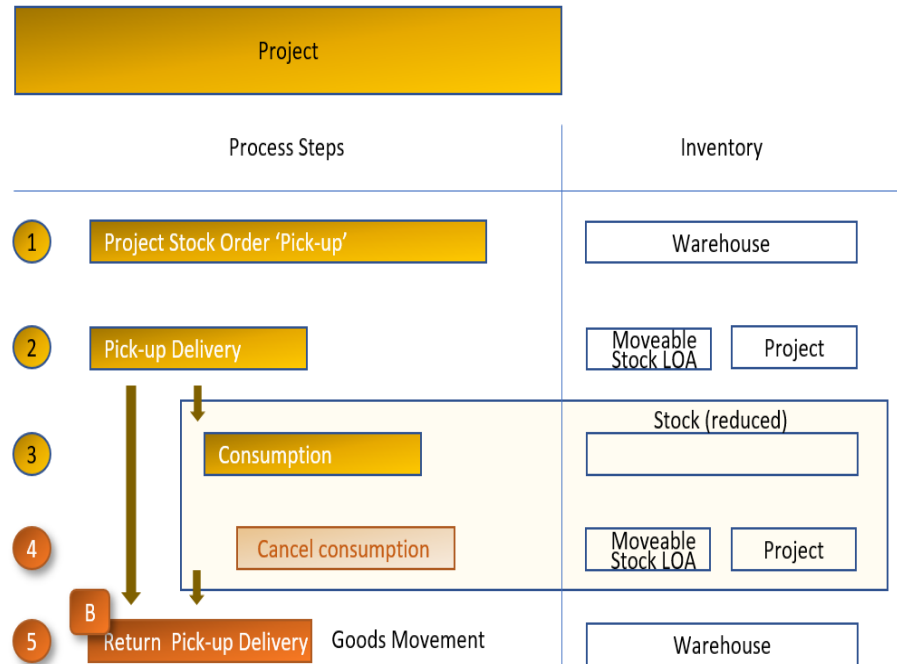 Project
Process Steps
Inventory
1
Project Stock Order ‘Pick-up’
Warehouse
2
Pick-up Delivery
Moveable
Stock LOA
Project
Stock (reduced)
3
Consumption
4
Cancel consumption
Moveable
Stock LOA
Project
B
5
Return Pick-up Delivery
Goods Movement
Warehouse